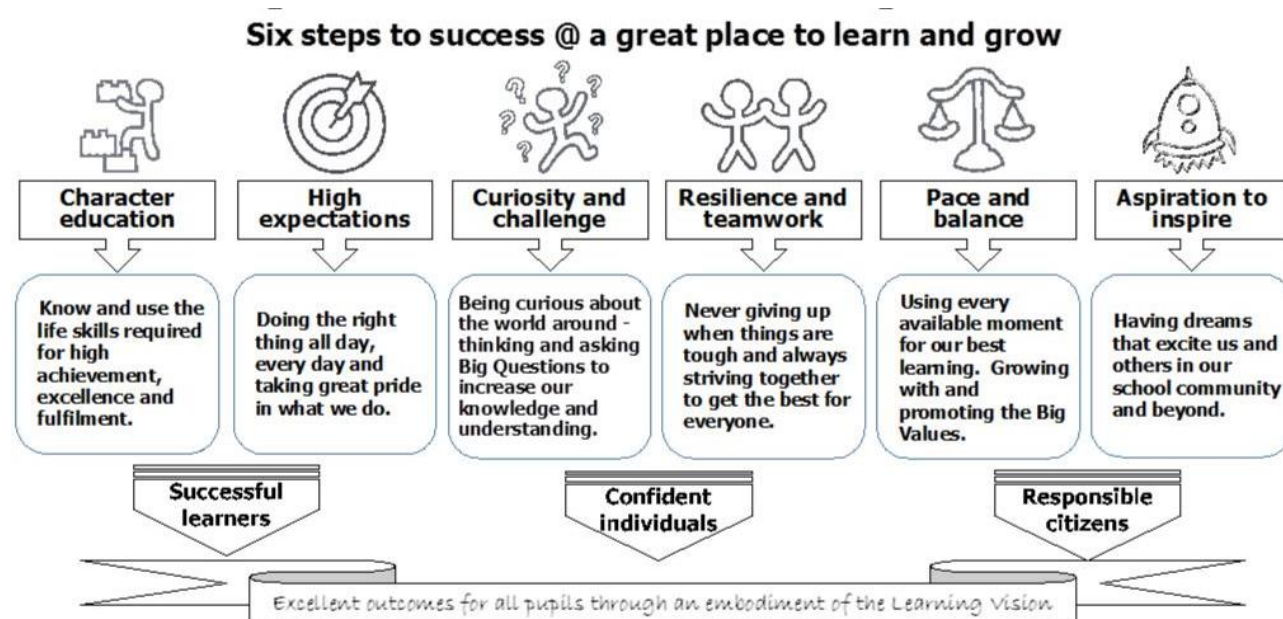 Six steps to success @ a great place to learn and grow
Character
education
High
expectations
Curiosity and
challenge
Resilience and
teamwork
Pace and
balance
Aspiration to
inspire
Know and use the
life skills required
for high
achievement,
excellence and
fulfilment.
Doing the right
thing all day,
every day and
taking great pride
in what we do.
Being curious about
the world around -
thinking and asking
Big Questions to
increase our
knowledge and
understanding.
Never giving up
when things are
tough and always
striving together
to get the best for
everyone.
Using every
available moment
for our best
learning. Growing
with and
promoting the Big
Values.
Having dreams
that excite us and
others in our
school community
and beyond.
Successful
learners
Confident
individuals
Responsible
citizens
Excellent outcomes for all pupils through an embodiment of the Learning Vision